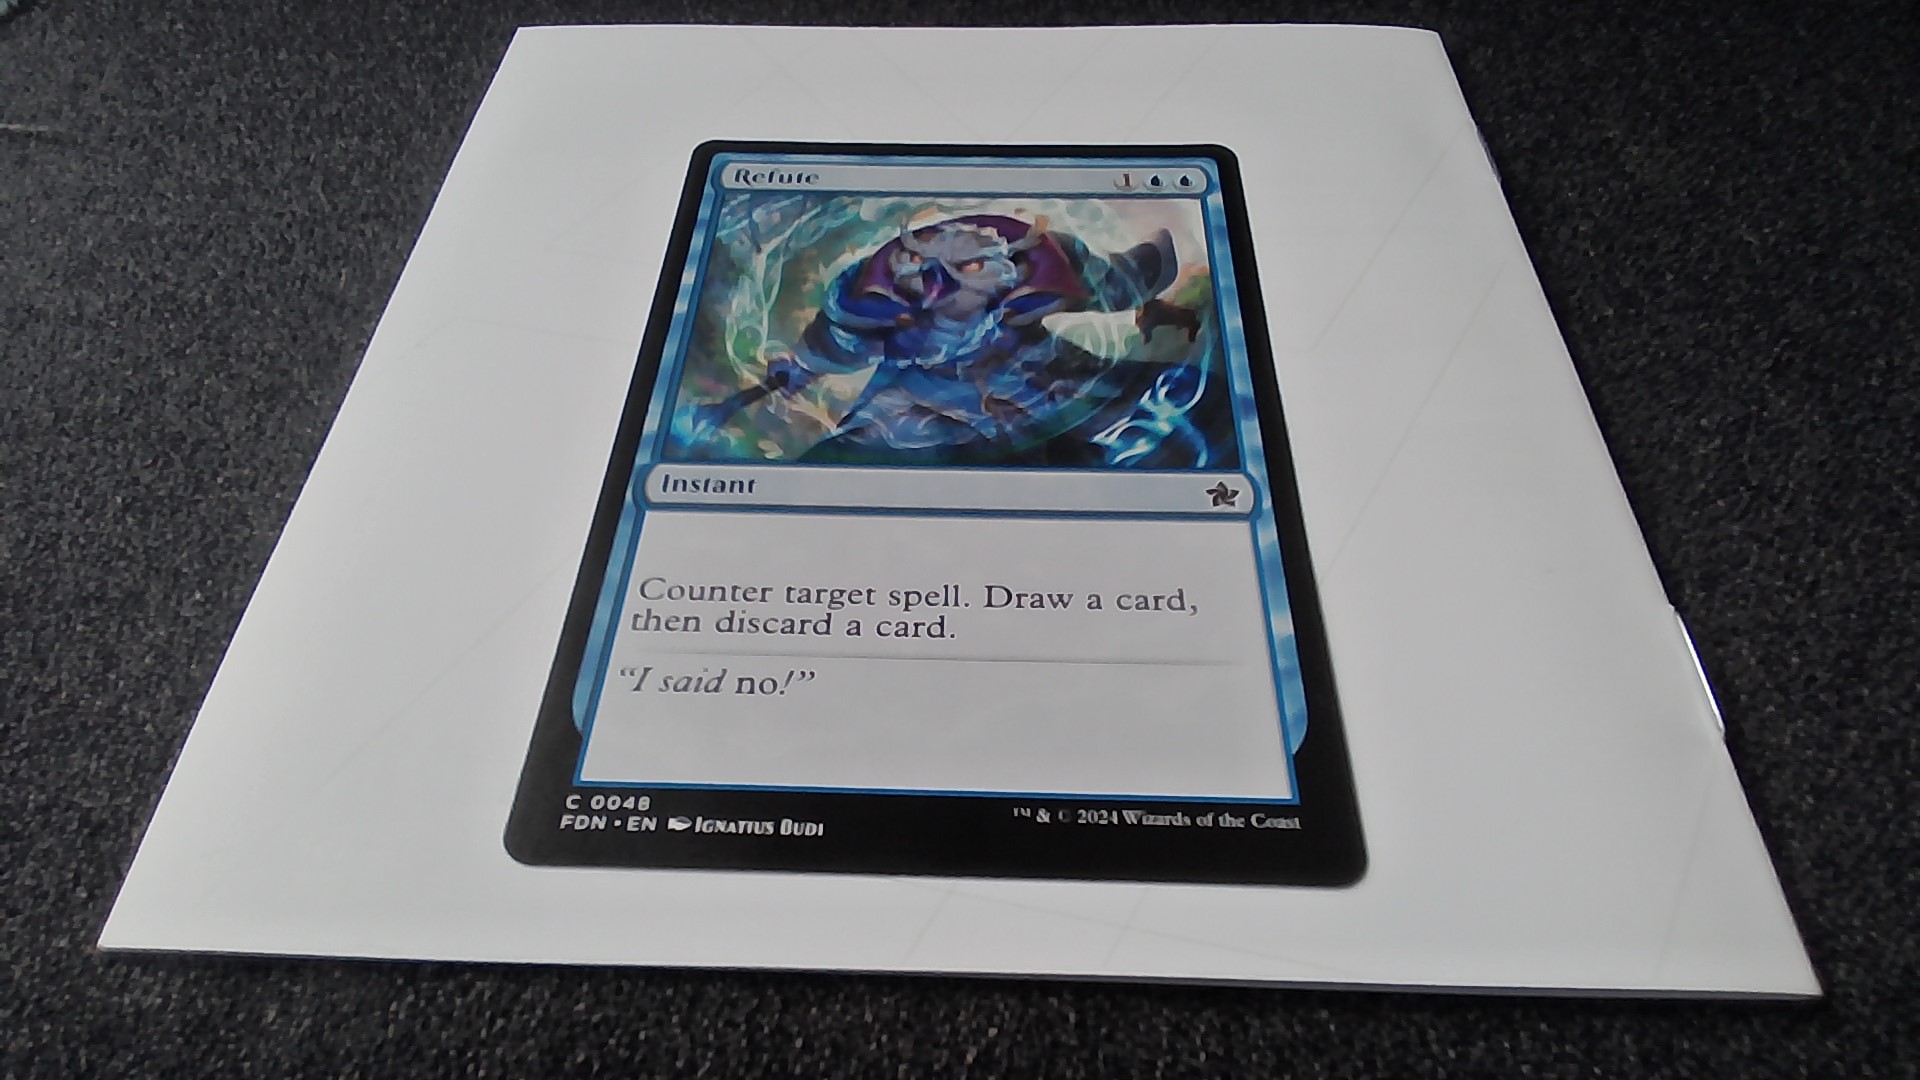 Refute 1
Instant
Counter target spell. Draw a card,
then discard a card.
“I said no!”
C 0048
FDN • EN Ignatius Budi
™ & © 2024 Wizards of the Coast